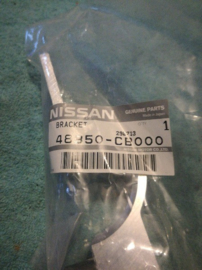 NISSAN
GENUINE PARTS
BRACKET
1
48950-CB000